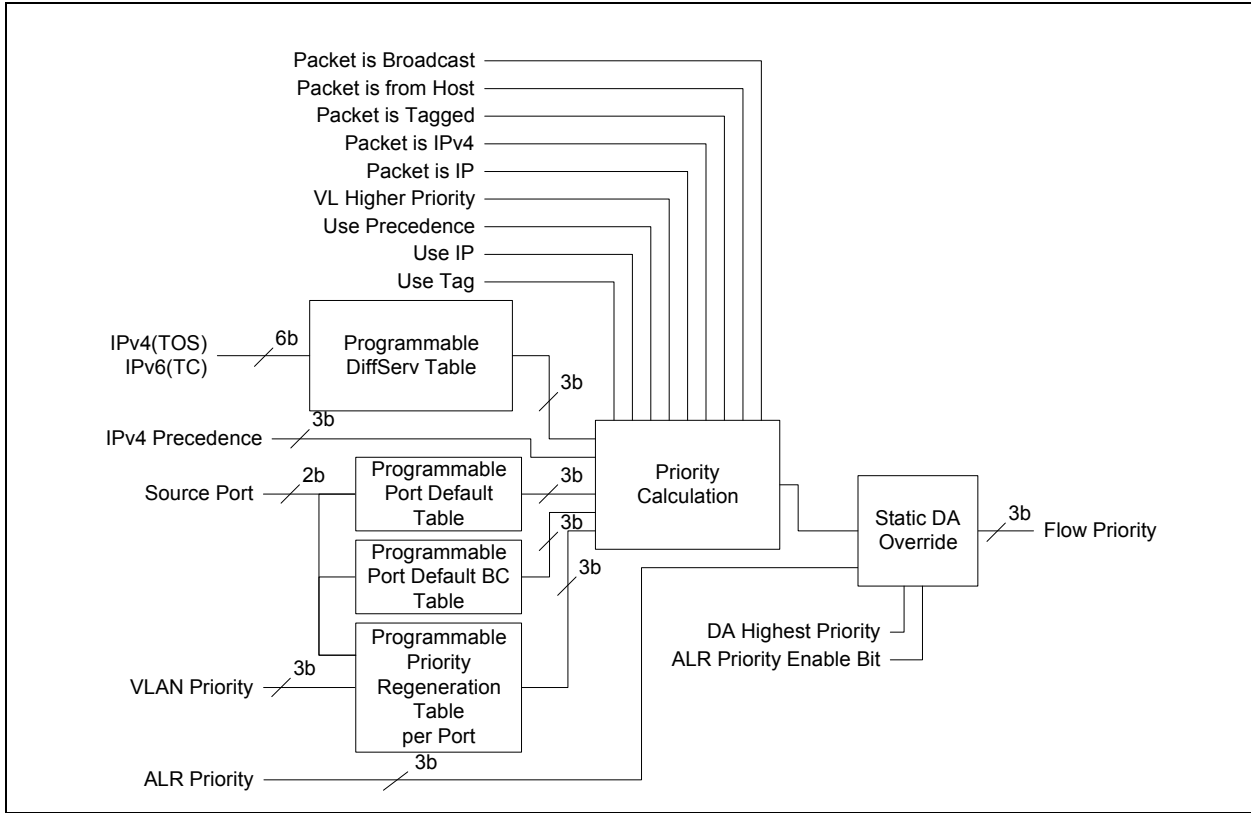 Packet is Broadcast
Packet is from Host
Packet is Tagged
Packet is IPv4
Packet is IP
VL Higher Priority
Use Precedence
Use IP
Use Tag
IPv4(TOS)
IPv6(TC)
6b
Programmable
DiffServ Table
3b
IPv4 Precedence
3b
Source Port
2b
Programmable
Port Default
Table
3b
Programmable
Port Default BC
Table
3b
VLAN Priority
3b
Programmable
Priority
Regeneration
Table
per Port
3b
ALR Priority
3b
Priority
Calculation
Static DA
Override
3b
Flow Priority
DA Highest Priority
ALR Priority Enable Bit